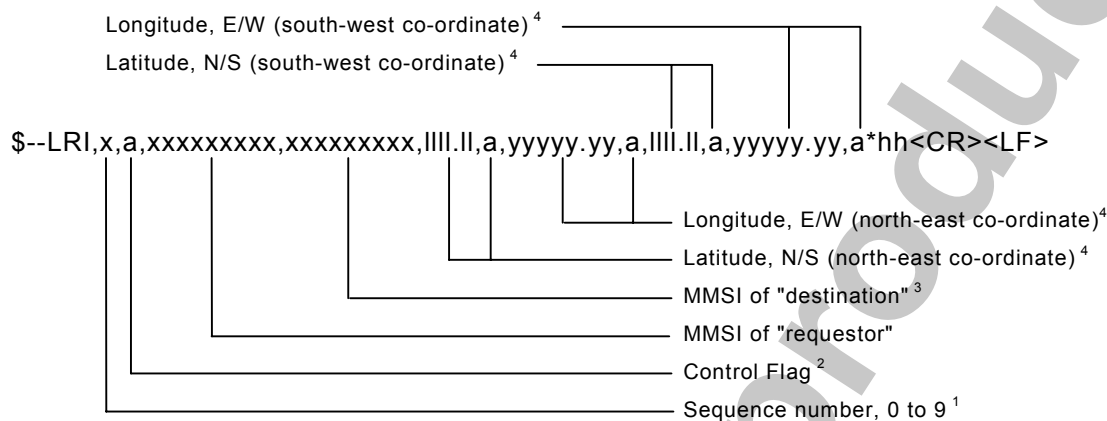 Longitude, E/W (south-west co-ordinate) 4
Latitude, N/S (south-west co-ordinate) 4
$--LRI,x,a,xxxxxxxxx,xxxxxxxxx,llll.ll,a,yyyyy.yy,a,llll.ll,a,yyyyy.yy,a*hh<CR><LF>
Longitude, E/W (north-east co-ordinate)4
Latitude, N/S (north-east co-ordinate) 4
MMSI of "destination" 3
MMSI of "requestor"
Control Flag 2
Sequence number, 0 to 9 1